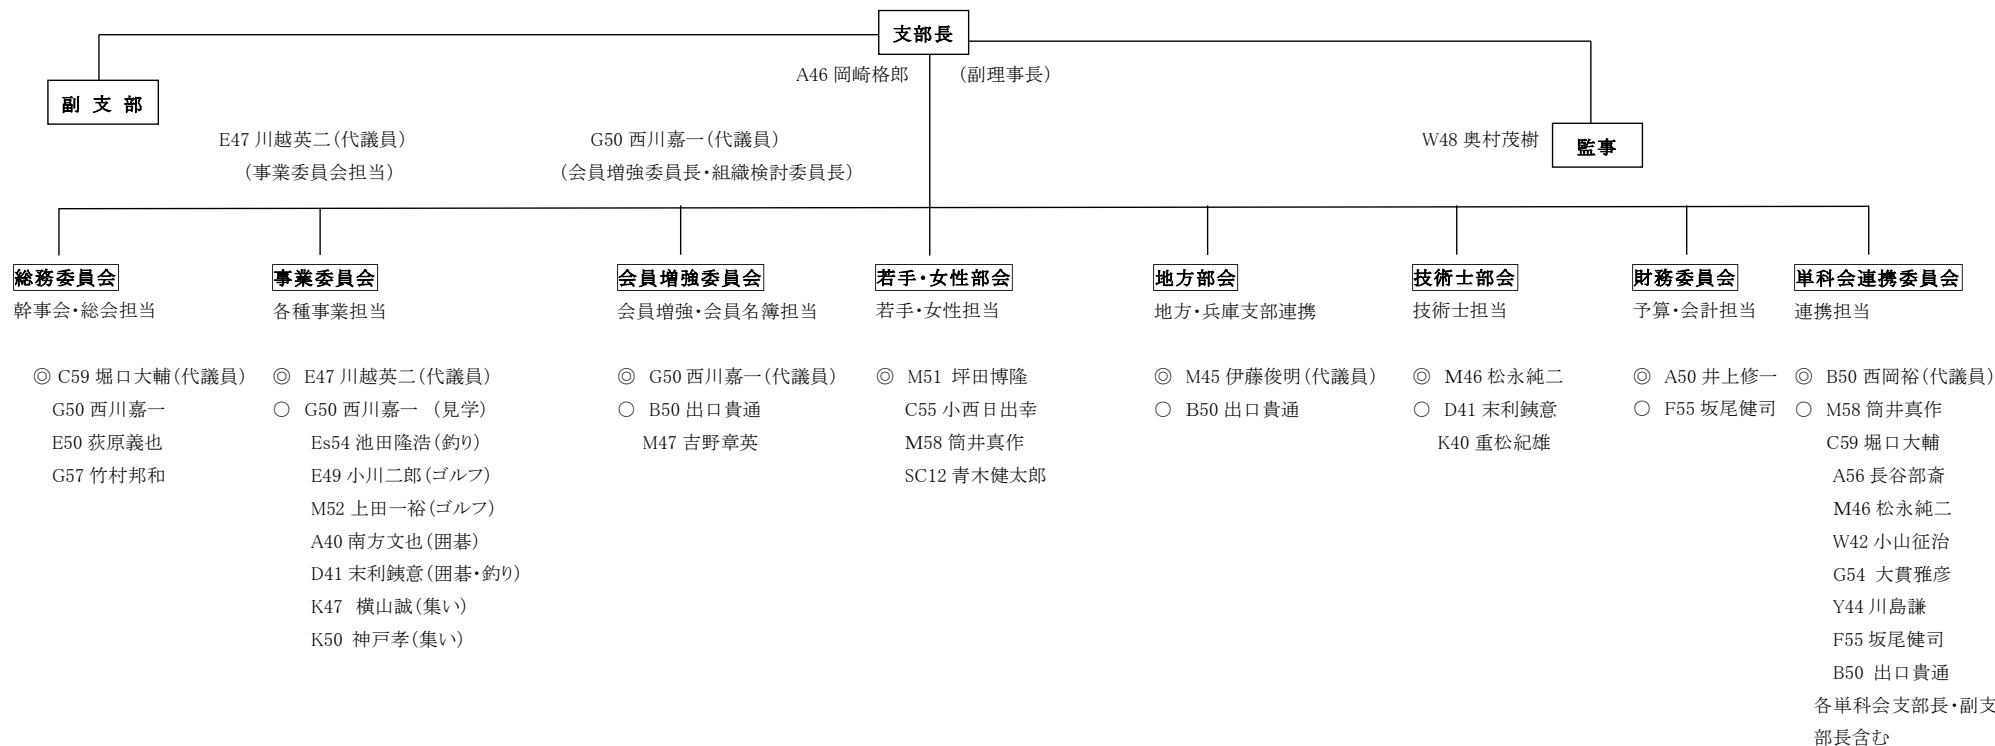 支部長
A46 岡崎格郎 （副理事長）
副 支 部
E47 川越英二（代議員）
（事業委員会担当）
G50 西川嘉一（代議員）
（会員増強委員長・組織検討委員長）
W48 奥村茂樹
監事
総務委員会
幹事会・総会担当
◎ C59 堀口大輔（代議員）
G50 西川嘉一
E50 荻原義也
G57 竹村邦和
事業委員会
各種事業担当
◎ E47 川越英二（代議員）
○ G50 西川嘉一 （見学）
Es54 池田隆浩（釣り）
E49 小川二郎（ゴルフ）
M52 上田一裕（ゴルフ）
A40 南方文也（囲碁）
D41 末利銕意（囲碁・釣り）
K47 横山誠（集い）
K50 神戸孝（集い）
会員増強委員会
会員増強・会員名簿担当
◎ G50 西川嘉一（代議員）
○ B50 出口貴通
M47 吉野章英
若手・女性部会
若手・女性担当
◎ M51 坪田博隆
C55 小西日出幸
M58 筒井真作
SC12 青木健太郎
地方部会
地方・兵庫支部連携
◎ M45 伊藤俊明（代議員）
○ B50 出口貴通
技術士部会
技術士担当
◎ M46 松永純二
○ D41 末利銕意
K40 重松紀雄
財務委員会
予算・会計担当
◎ A50 井上修一
○ F55 坂尾健司
単科会連携委員会
連携担当
◎ B50 西岡裕（代議員）
○ M58 筒井真作
C59 堀口大輔
A56 長谷部斎
M46 松永純二
W42 小山征治
G54 大貫雅彦
Y44 川島謙
F55 坂尾健司
B50 出口貴通
各単科会支部長・副支
部長含む